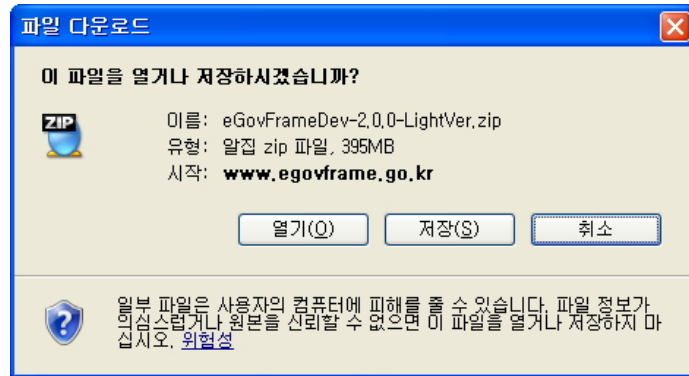 파일 다운로드
이 파일을 열거나 저장하시겠습니까?
ZIP
이름: eGovFrameDev-2.0.0-LightVer.zip
유형: 알집 zip 파일, 395MB
시작: www.egovframe.go.kr
열기(O) 저장(S) 취소
일부 파일은 사용자의 컴퓨터에 피해를 줄 수 있습니다. 파일 정보가
의심스럽거나 원본을 신뢰할 수 없으면 이 파일을 열거나 저장하지 마
십시오. 위험성